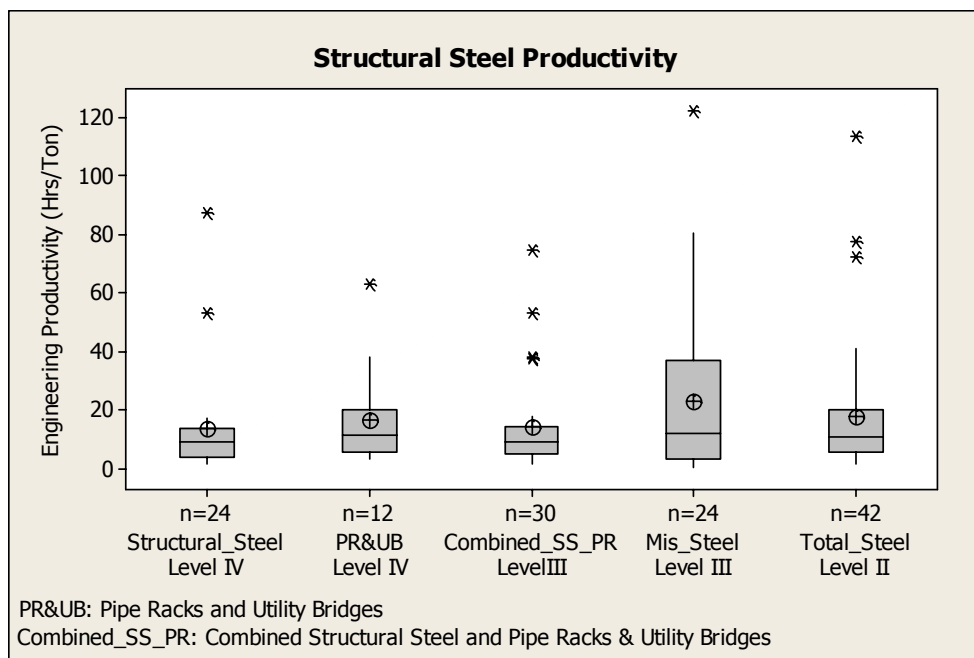 Structural Steel Productivity
Engineering Productivity (Hrs/Ton)
120
100
80
60
40
20
0
n=24 n=12 n=30 n=24 n=42
Structural_Steel PR&UB Combined_SS_PR Mis_Steel Total_Steel
Level IV Level IV LevelIII Level III Level II
PR&UB: Pipe Racks and Utility Bridges
Combined_SS_PR: Combined Structural Steel and Pipe Racks & Utility Bridges